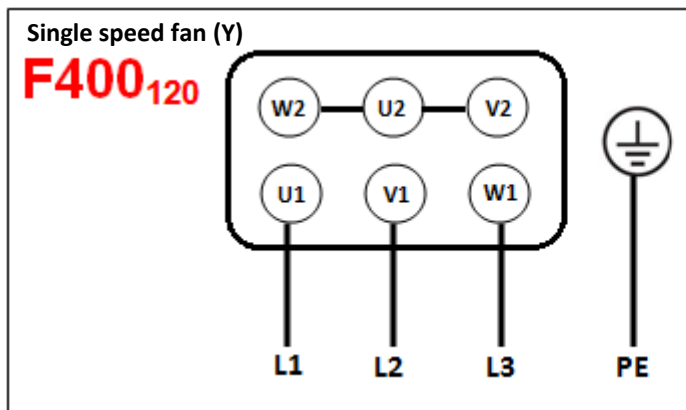 Single speed fan (Y)
F400120
W2 U2 V2
U1 V1 W1
L1 L2 L3 PE